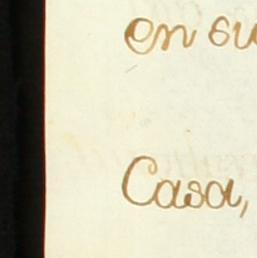 en su
Casa,